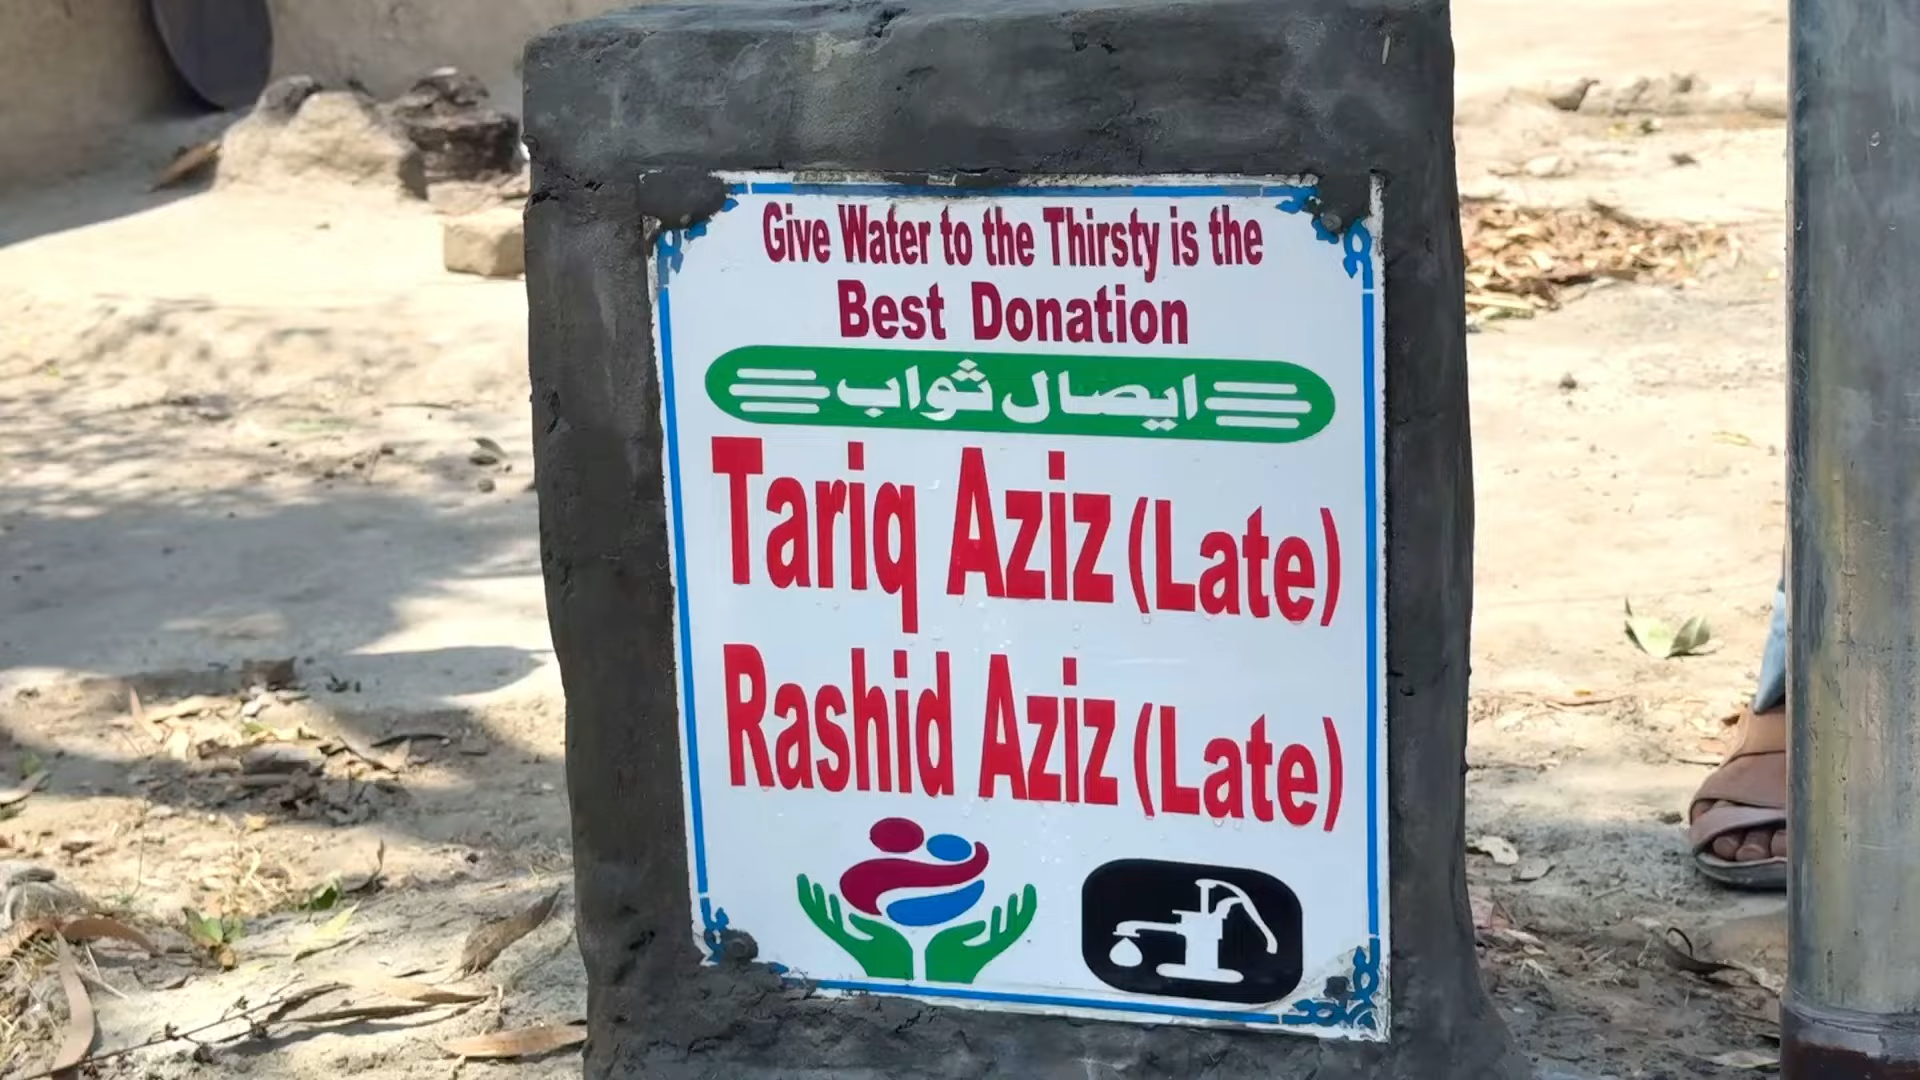 Give Water to the Thirsty is the
Best Donation
ایصال ثواب
Tariq Aziz (Late)
Rashid Aziz (Late)